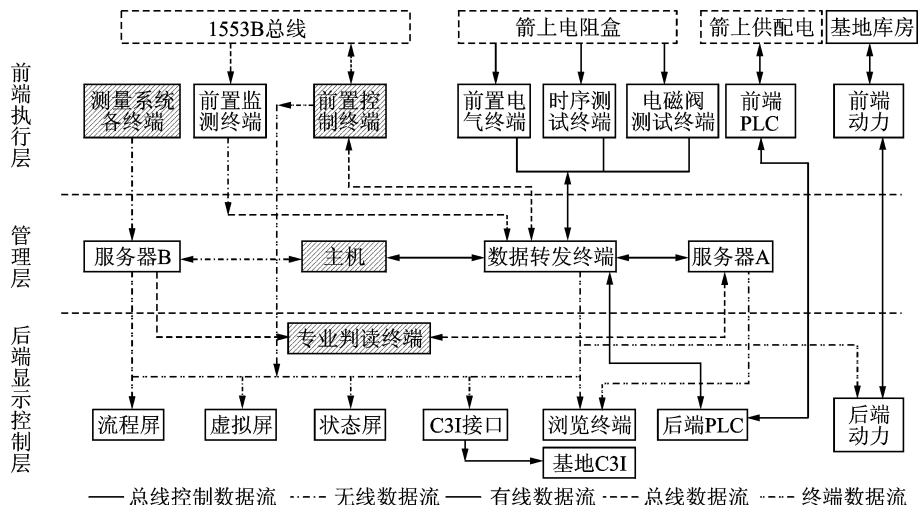 1553B总线
箭上电阻盒
箭上供配电
基地库房
前端执行层
测量系统
各终端
前置监
测终端
前置控
制终端
前置电
气终端
时序测
试终端
电磁阀
测试终端
前端
PLC
前端
动力
管理层
服务器B
主机
数据转发终端
服务器A
后端显示控制层
专业判读终端
流程屏
虚拟屏
状态屏
C3I接口
浏览终端
后端PLC
后端
动力
基地C3I
总线控制数据流
无线数据流
有线数据流
总线数据流
终端数据流